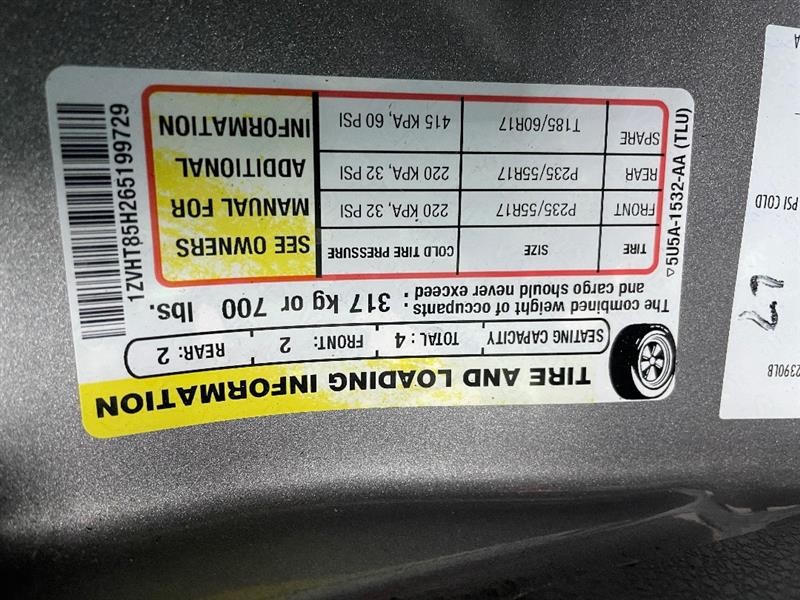 TIRE AND LOADING INFORMATION
SEATING CAPACITY TOTAL : 4 FRONT: 2 REAR: 2
The combined weight of occupants
and cargo should never exceed : 317 kg or 700 lbs.
TIRE SIZE COLD TIRE PRESSURE
FRONT P235/55R17 220 KPA, 32 PSI
REAR P235/55R17 220 KPA, 32 PSI
SPARE T185/60R17 415 KPA, 60 PSI
SEE OWNERS
MANUAL FOR
ADDITIONAL
INFORMATION
▽5U5A-1532-AA (TLU)
1ZVHT85H265199729
2390LB
PSI COLD